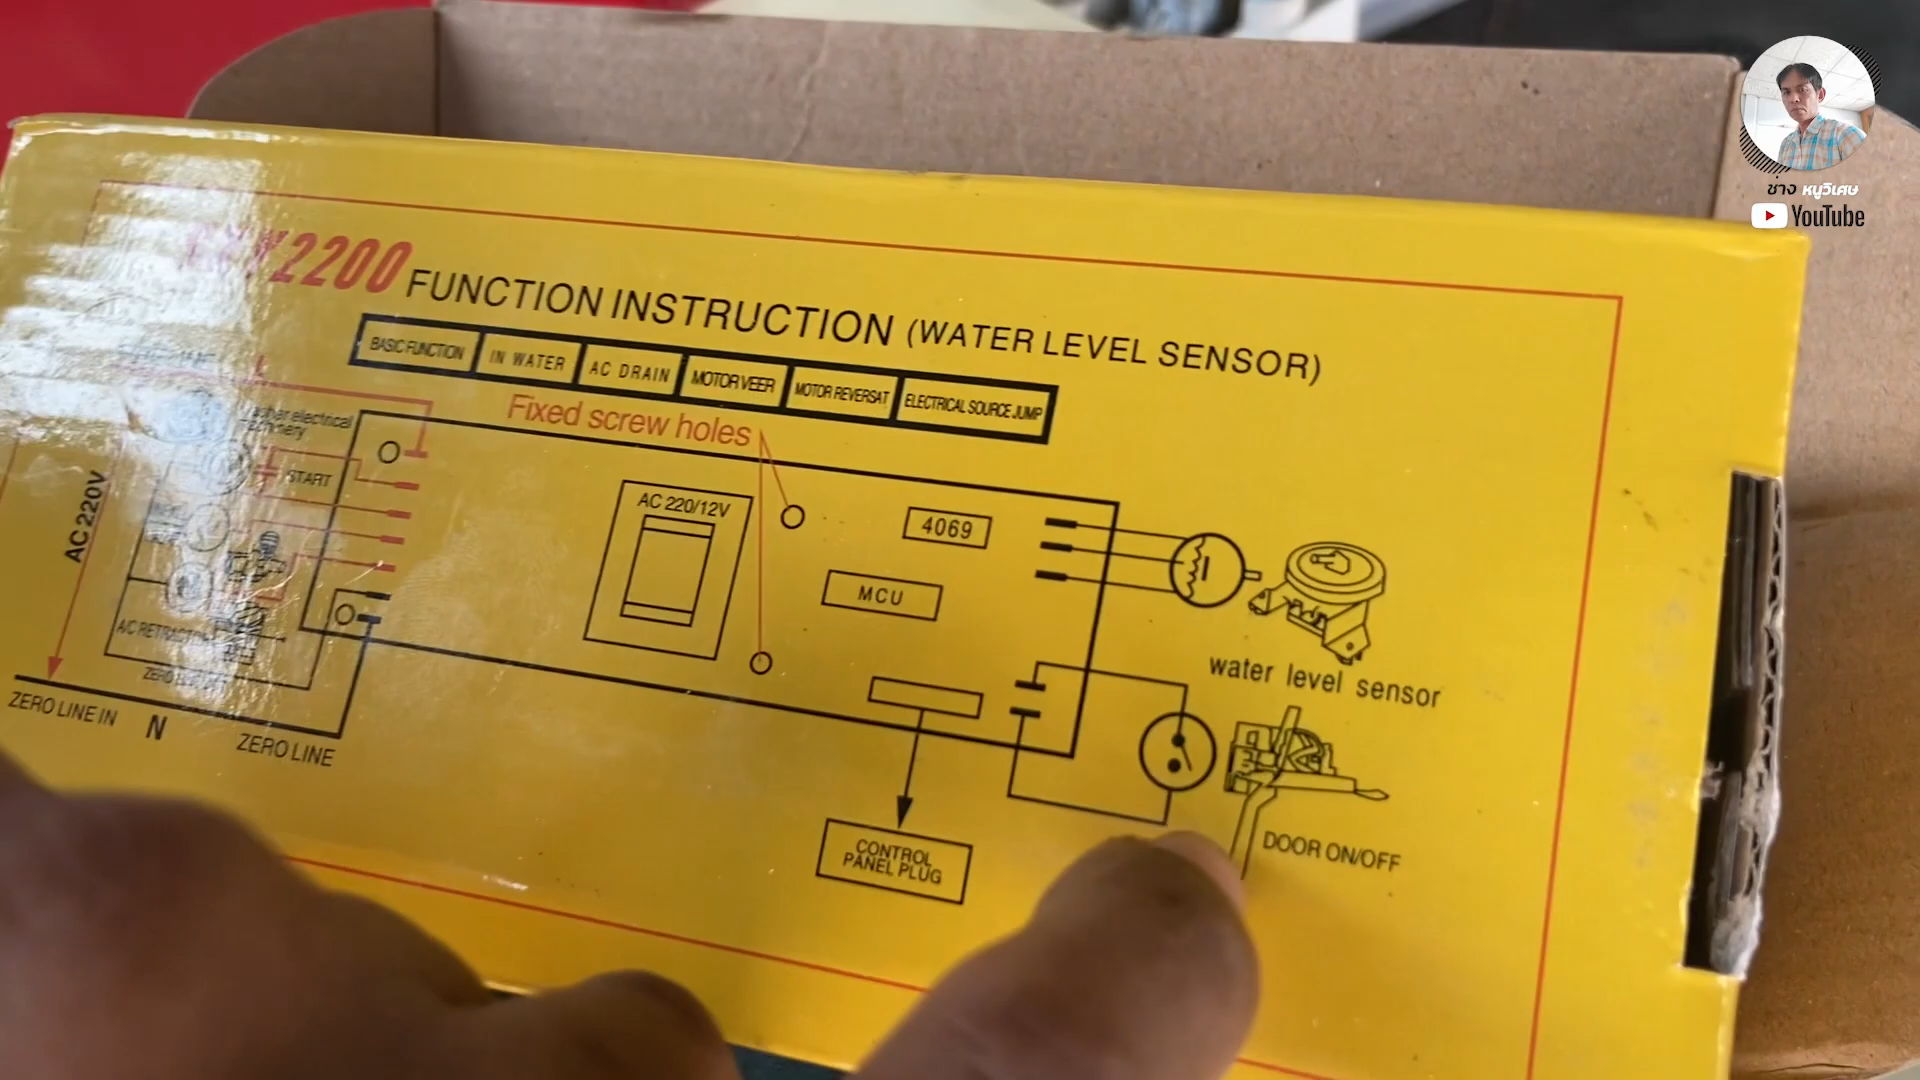 ช่าง หนูวิเศษ
YouTube
2200 FUNCTION INSTRUCTION (WATER LEVEL SENSOR)
BASIC FUNCTION IN WATER AC DRAIN MOTOR VEER MOTOR REVERSAT ELECTRICAL SOURCE JUMP
Fixed screw holes
electrical
START
AC 220V
AC 220/12V
4069
MCU
water level sensor
ZERO LINE IN
N
ZERO LINE
CONTROL
PANEL PLUG
DOOR ON/OFF